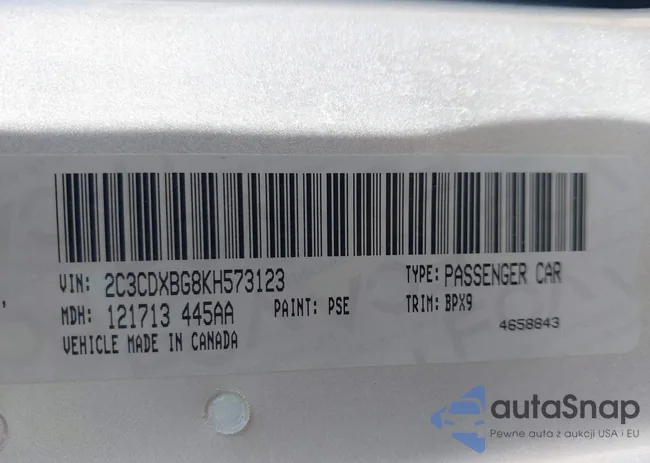 VIN: 2C3CDXBG8KH573123 TYPE: PASSENGER CAR
MDH: 121713 445AA PAINT: PSE TRIM: BPX9
4658843
VEHICLE MADE IN CANADA
autaSnap
Pewne auta z aukcji USA i EU